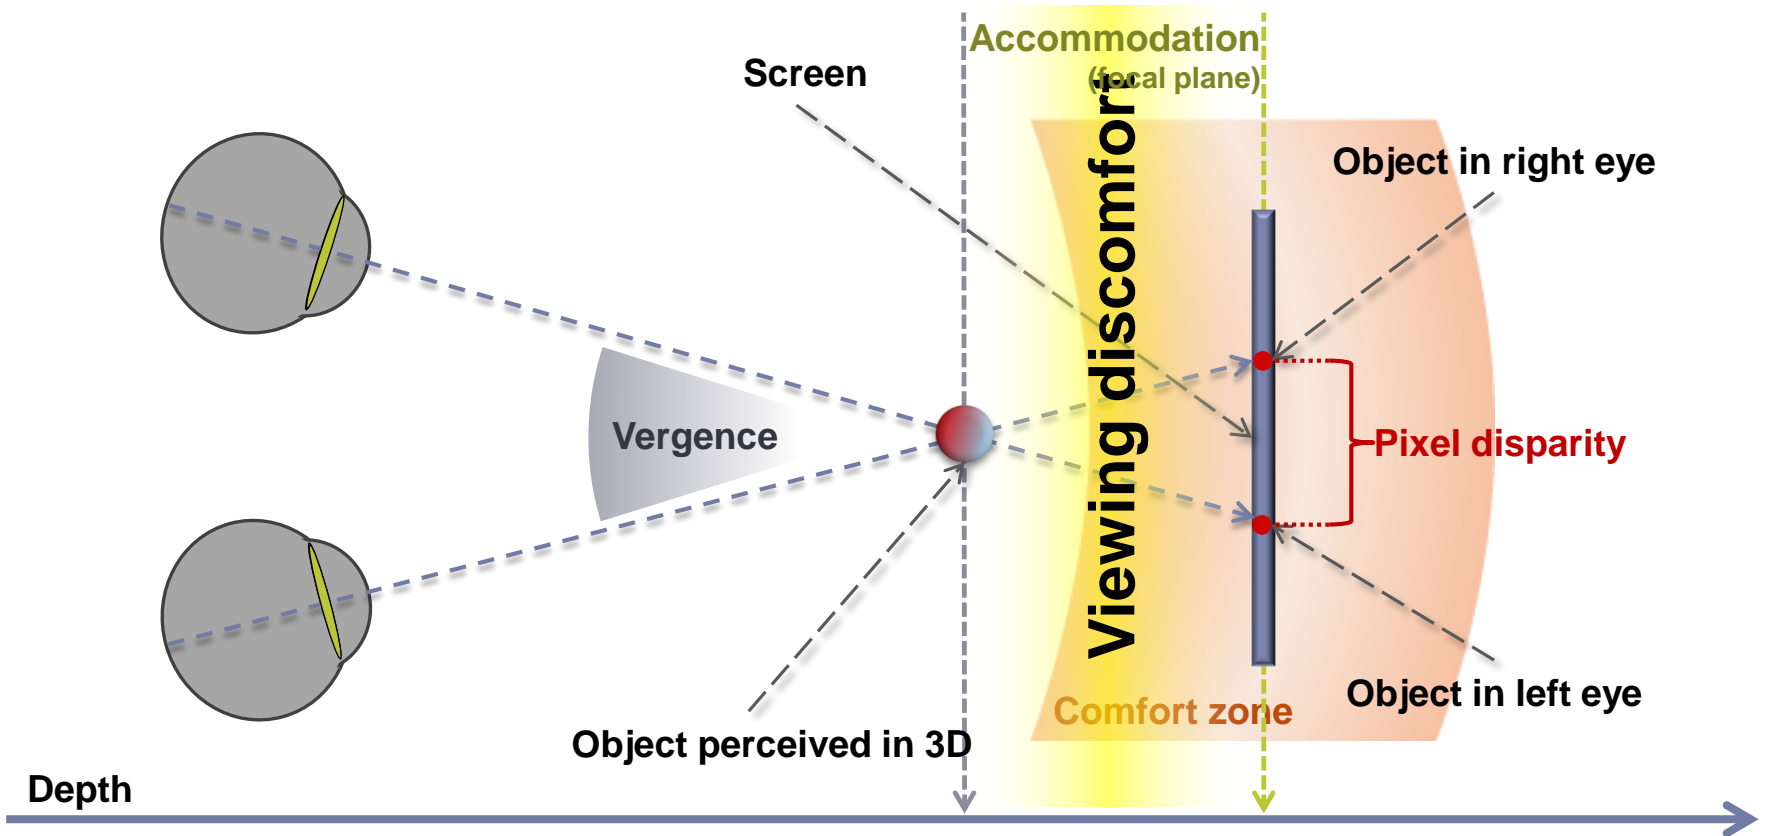 Accommodation
(focal plane)
Screen
Viewing discomfort
Object in right eye
Vergence
Pixel disparity
Object in left eye
Comfort zone
Object perceived in 3D
Depth